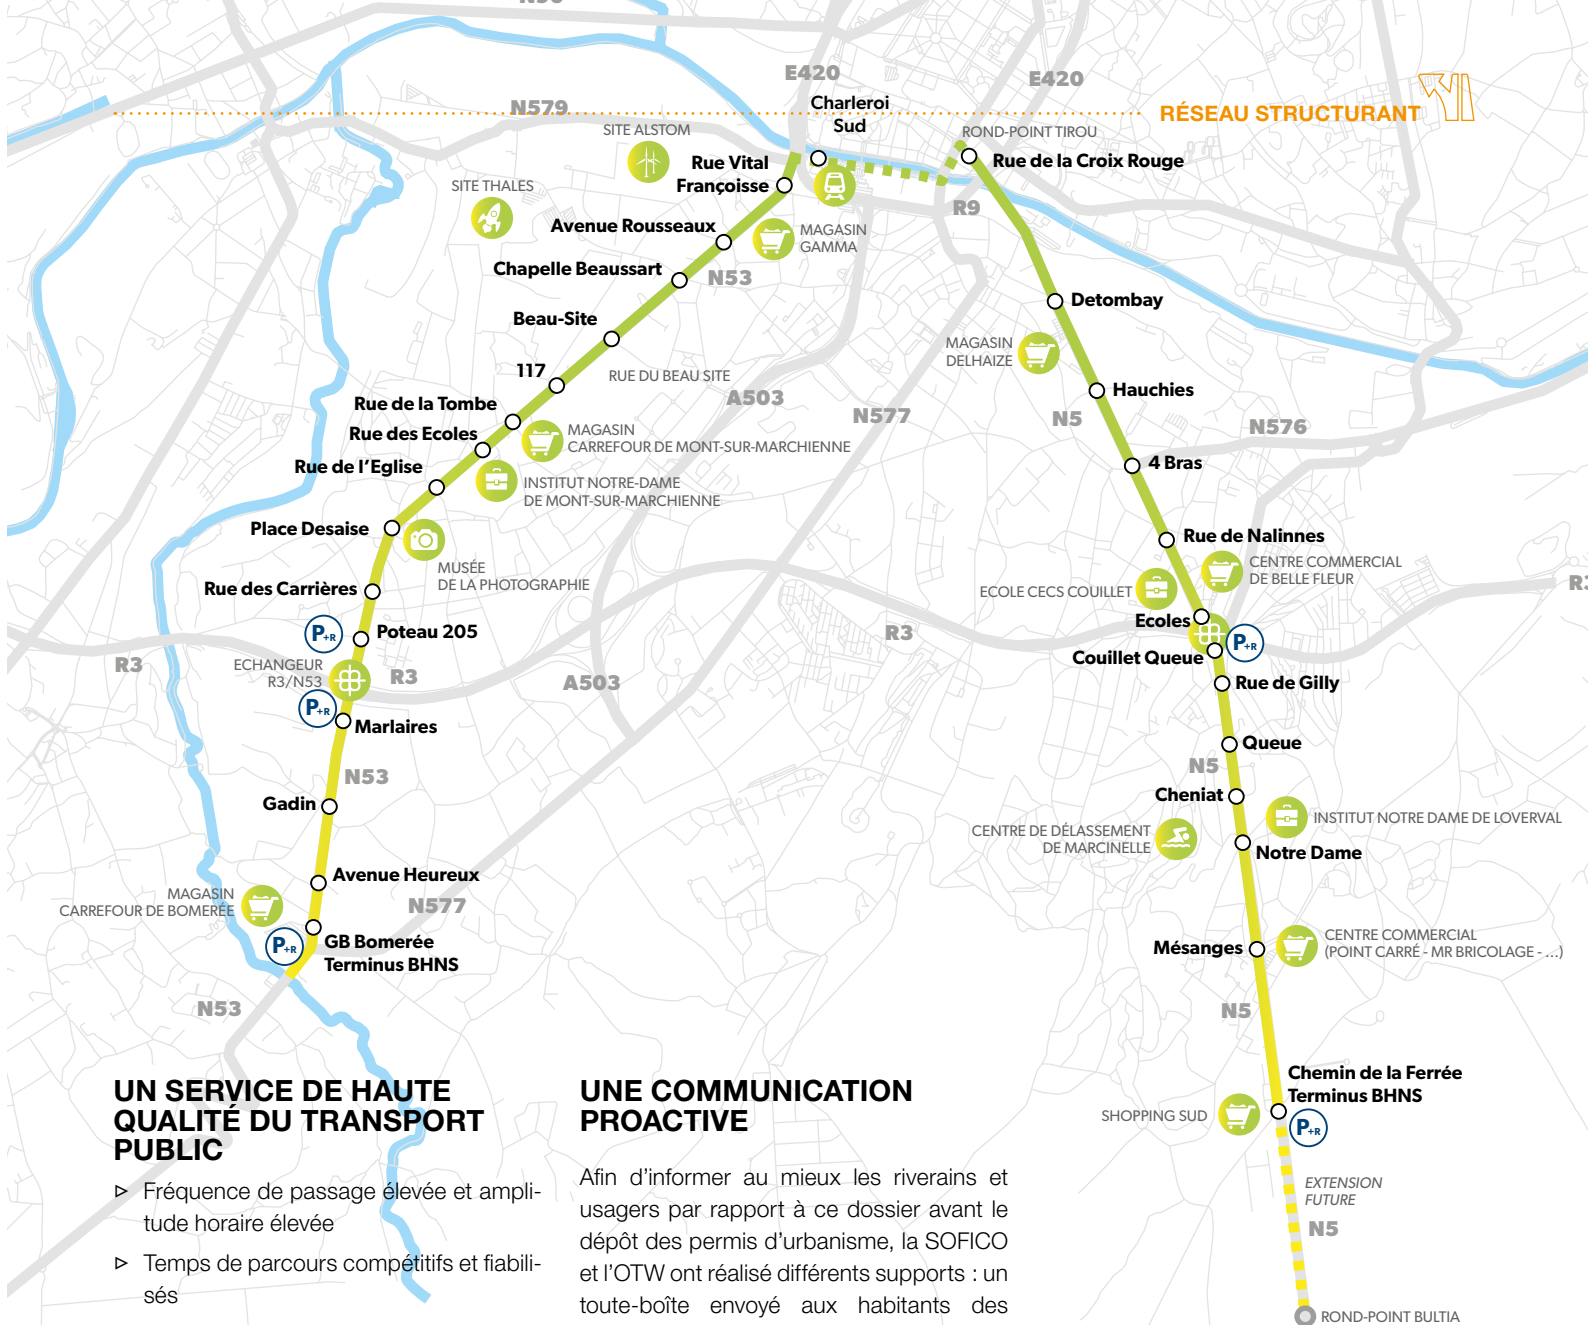 E420
E420
N579
RÉSEAU STRUCTURANT
Charleroi
Sud
SITE ALSTOM
ROND-POINT TIROU
Rue Vital
Françoisse
Rue de la Croix Rouge
SITE THALES
R9
Avenue Rousseaux
MAGASIN
GAMMA
Chapelle Beaussart
N53
Detombay
Beau-Site
MAGASIN
DELHAIZE
117
RUE DU BEAU SITE
Hauchies
A503
N577
N5
N576
Rue de la Tombe
MAGASIN
CARREFOUR DE MONT-SUR-MARCHIENNE
Rue des Ecoles
4 Bras
Rue de l'Eglise
INSTITUT NOTRE-DAME
DE MONT-SUR-MARCHIENNE
Place Desaise
Rue de Nalinnes
MUSÉE
DE LA PHOTOGRAPHIE
CENTRE COMMERCIAL
DE BELLE FLEUR
Rue des Carrières
ECOLE CECS COUILLET
Ecoles
P+R
Poteau 205
R3
P+R
Couillet Queue
R3
ECHANGEUR
R3/N53
R3
A503
Rue de Gilly
P+R
Marlaires
Queue
N53
N5
Gadin
Cheniat
INSTITUT NOTRE DAME DE LOVERVAL
CENTRE DE DÉLASSEMENT
DE MARCINELLE
Notre Dame
Avenue Heureux
MAGASIN
CARREFOUR DE BOMERÉE
N577
P+R
GB Bomerée
Terminus BHNS
Mésanges
CENTRE COMMERCIAL
(POINT CARRÉ - MR BRICOLAGE - ...)
N53
N5
Chemin de la Ferrée
Terminus BHNS
SHOPPING SUD
P+R
EXTENSION
FUTURE
N5
ROND-POINT BULTIA
UN SERVICE DE HAUTE
QUALITÉ DU TRANSPORT
PUBLIC
▹ Fréquence de passage élevée et ampli-
tude horaire élevée
▹ Temps de parcours compétitifs et fiabili-
sés
UNE COMMUNICATION
PROACTIVE
Afin d'informer au mieux les riverains et
usagers par rapport à ce dossier avant le
dépôt des permis d'urbanisme, la SOFICO
et l'OTW ont réalisé différents supports : un
toute-boîte envoyé aux habitants des